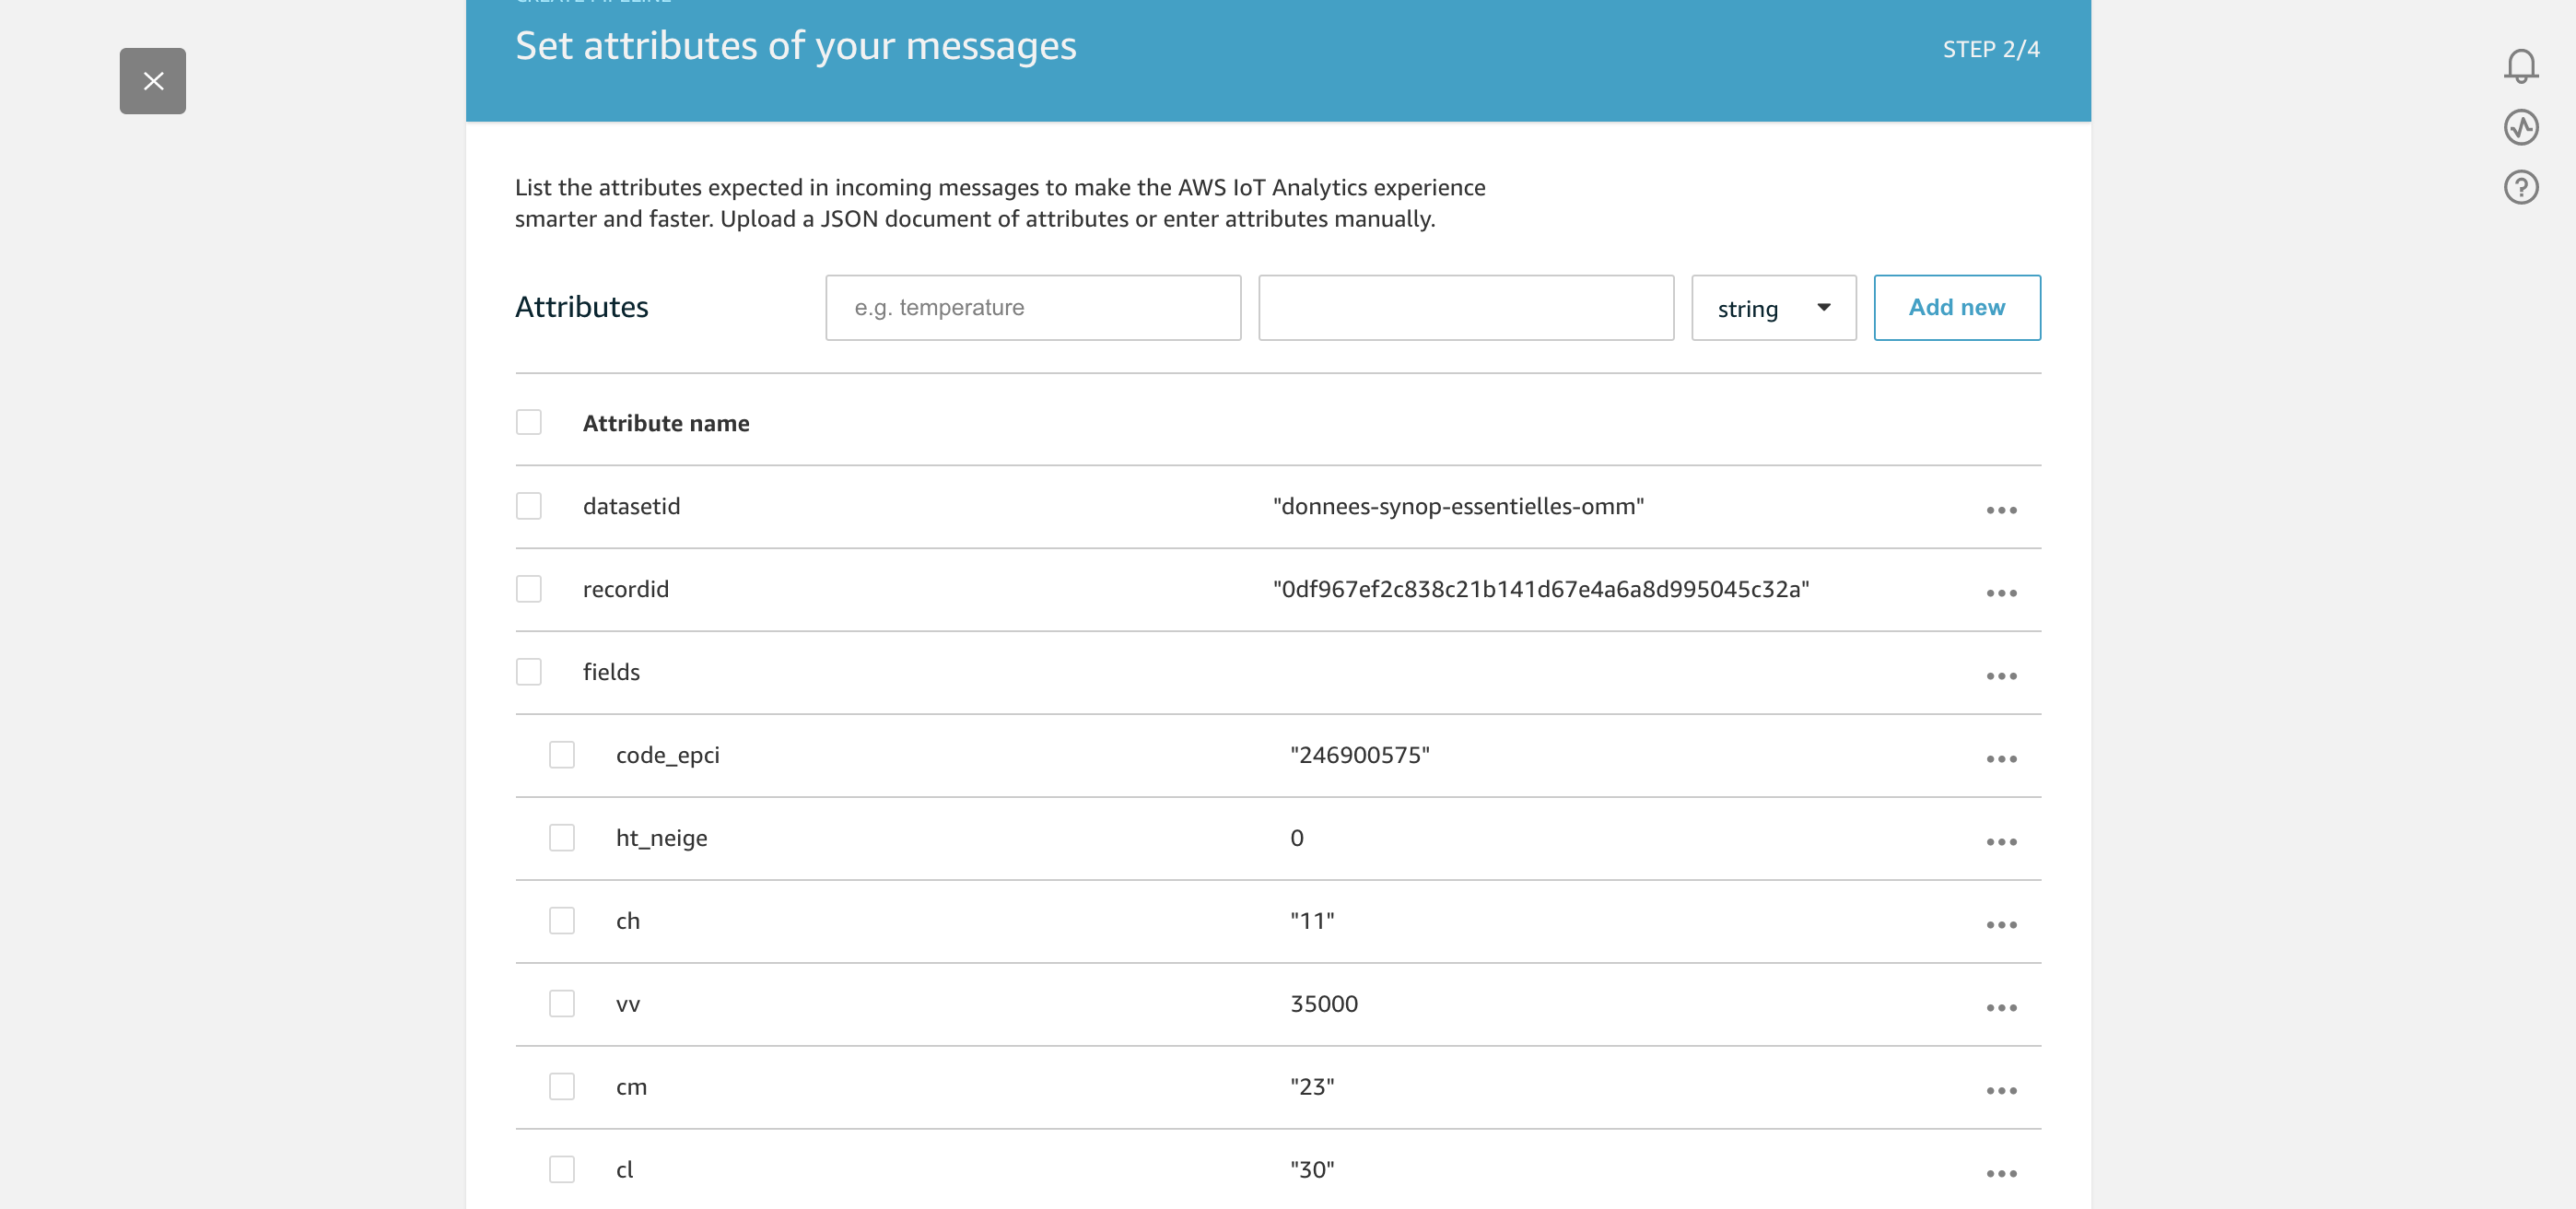 CREATE PIPELINE
Set attributes of your messages
STEP 2/4
List the attributes expected in incoming messages to make the AWS IoT Analytics experience
smarter and faster. Upload a JSON document of attributes or enter attributes manually.
Attributes
e.g. temperature
string
Add new
Attribute name
datasetid "donnees-synop-essentielles-omm"
recordid "0df967ef2c838c21b141d67e4a6a8d995045c32a"
fields
code_epci "246900575"
ht_neige 0
ch "11"
vv 35000
cm "23"
cl "30"